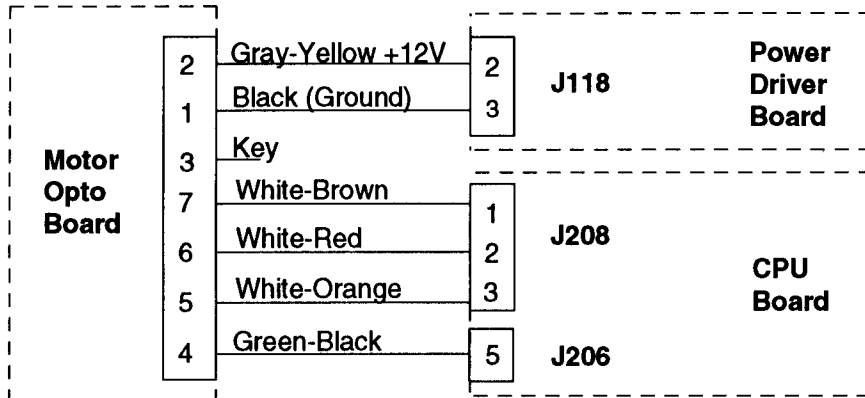 Motor
Opto
Board
2 Gray-Yellow +12V 2
1 Black (Ground) 3
3 Key
7 White-Brown 1
6 White-Red 2
5 White-Orange 3
4 Green-Black 5
J118
Power
Driver
Board
J208
CPU
Board
J206